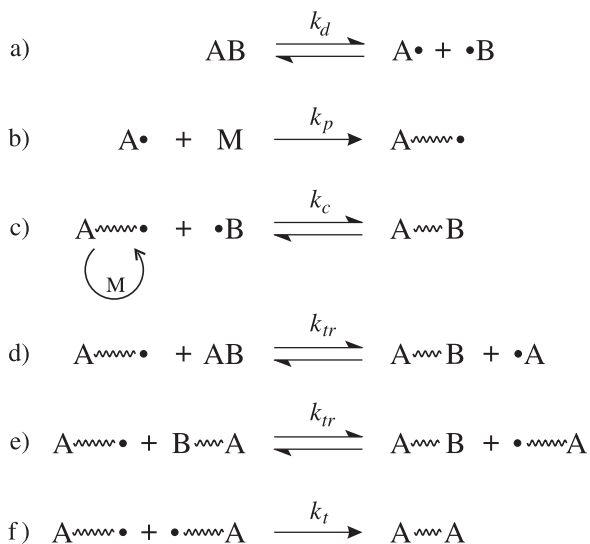 a) AB k_d A• + •B
b) A• + M k_p A•
c) A• + •B k_c A B
M
d) A• + AB k_tr A B + •A
e) A• + B A k_tr A B + • A
f) A• + • A k_t A A